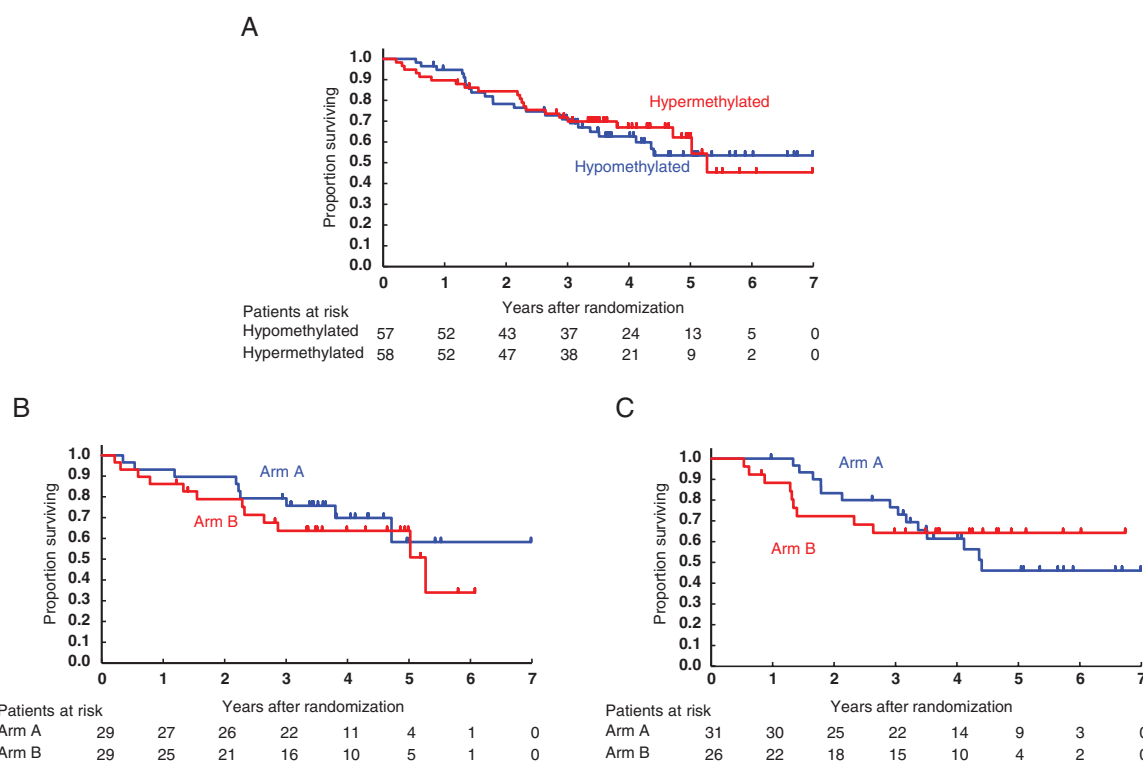 A
1.0
0.9
0.8
0.7
0.6
0.5
0.4
0.3
0.2
0.1
0.0
Proportion surviving
Hypermethylated
Hypomethylated
0 1 2 3 4 5 6 7
Years after randomization
Patients at risk
Hypomethylated 57 52 43 37 24 13 5 0
Hypermethylated 58 52 47 38 21 9 2 0
B
1.0
0.9
0.8
0.7
0.6
0.5
0.4
0.3
0.2
0.1
0.0
Proportion surviving
Arm A
Arm B
0 1 2 3 4 5 6 7
Years after randomization
Patients at risk
Arm A 29 27 26 22 11 4 1 0
Arm B 29 25 21 16 10 5 1 0
C
1.0
0.9
0.8
0.7
0.6
0.5
0.4
0.3
0.2
0.1
0.0
Proportion surviving
Arm A
Arm B
0 1 2 3 4 5 6 7
Years after randomization
Patients at risk
Arm A 31 30 25 22 14 9 3 0
Arm B 26 22 18 15 10 4 2 0